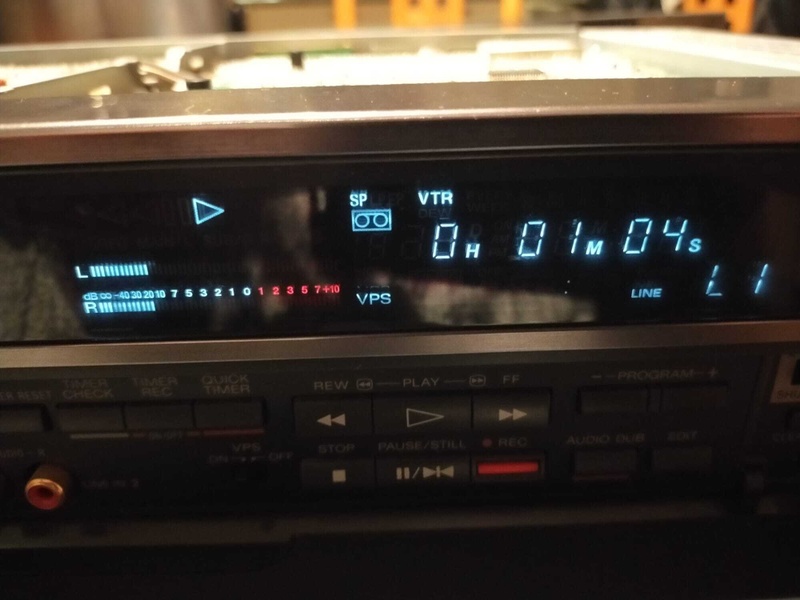 SP VTR
0H 01M 04S
L
dB ∞ -40 30 20 10 7 5 3 2 1 0 1 2 3 5 7 +10
R
VPS
LINE L1
ER RESET TIMER CHECK TIMER REC QUICK TIMER
REW PLAY FF
- PROGRAM +
VPS
ON OFF
STOP PAUSE/STILL REC
AUDIO DUB EDIT